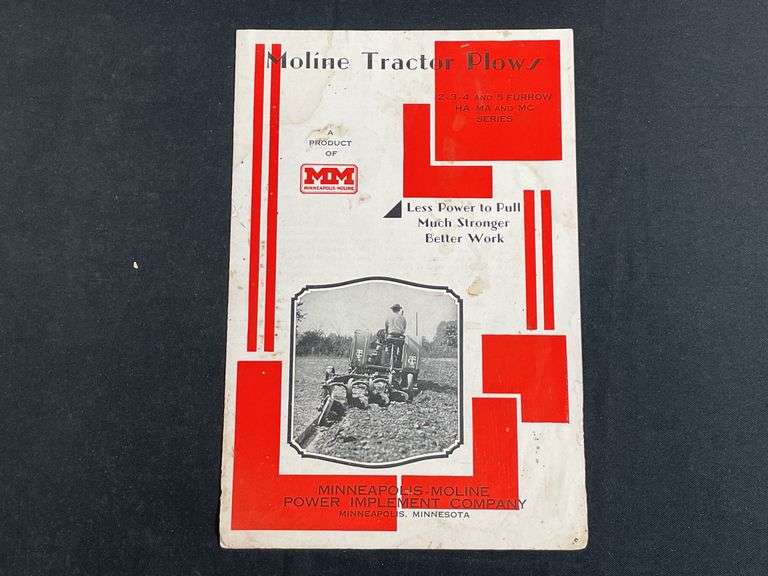 Moline Tractor Plows
2-3-4 AND 5 FURROW
HA-MA AND MC
SERIES
A
PRODUCT
OF
MM
MINNEAPOLIS-MOLINE
Less Power to Pull
Much Stronger
Better Work
TC
MINNEAPOLIS-MOLINE
POWER IMPLEMENT COMPANY
MINNEAPOLIS, MINNESOTA